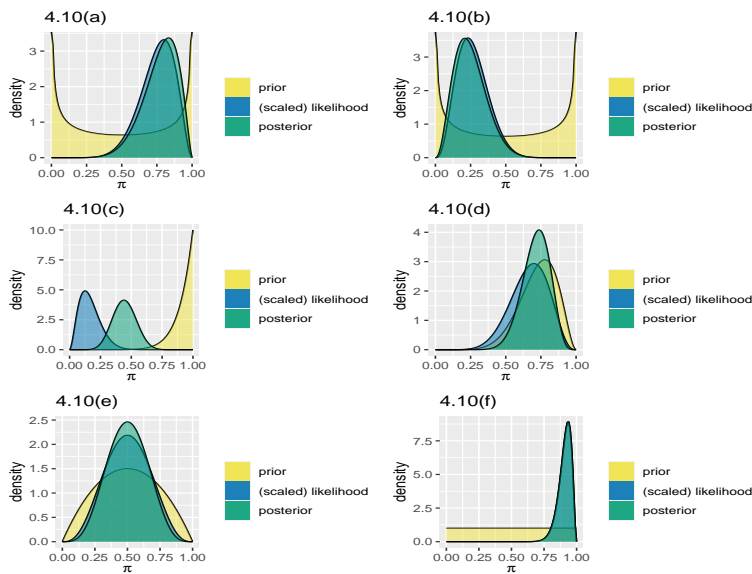 4.10(a)
density
3
2
1
0
0.00 0.25 0.50 0.75 1.00
π
prior
(scaled) likelihood
posterior
4.10(b)
density
3
2
1
0
0.00 0.25 0.50 0.75 1.00
π
prior
(scaled) likelihood
posterior
4.10(c)
density
10.0
7.5
5.0
2.5
0.0
0.00 0.25 0.50 0.75 1.00
π
prior
(scaled) likelihood
posterior
4.10(d)
density
4
3
2
1
0
0.00 0.25 0.50 0.75 1.00
π
prior
(scaled) likelihood
posterior
4.10(e)
density
2.5
2.0
1.5
1.0
0.5
0.0
0.00 0.25 0.50 0.75 1.00
π
prior
(scaled) likelihood
posterior
4.10(f)
density
7.5
5.0
2.5
0.0
0.00 0.25 0.50 0.75 1.00
π
prior
(scaled) likelihood
posterior